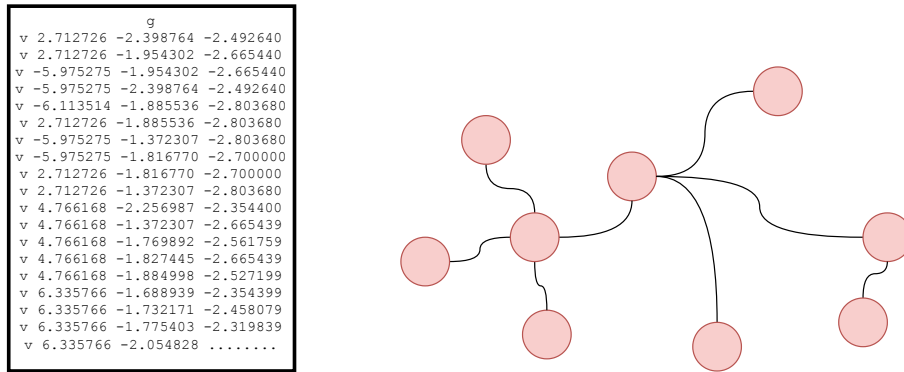 g
v 2.712726 -2.398764 -2.492640
v 2.712726 -1.954302 -2.665440
v -5.975275 -1.954302 -2.665440
v -5.975275 -2.398764 -2.492640
v -6.113514 -1.885536 -2.803680
v 2.712726 -1.885536 -2.803680
v -5.975275 -1.372307 -2.803680
v -5.975275 -1.816770 -2.700000
v 2.712726 -1.816770 -2.700000
v 2.712726 -1.372307 -2.803680
v 4.766168 -2.256987 -2.354400
v 4.766168 -1.372307 -2.665439
v 4.766168 -1.769892 -2.561759
v 4.766168 -1.827445 -2.665439
v 4.766168 -1.884998 -2.527199
v 6.335766 -1.688939 -2.354399
v 6.335766 -1.732171 -2.458079
v 6.335766 -1.775403 -2.319839
v 6.335766 -2.054828 ........